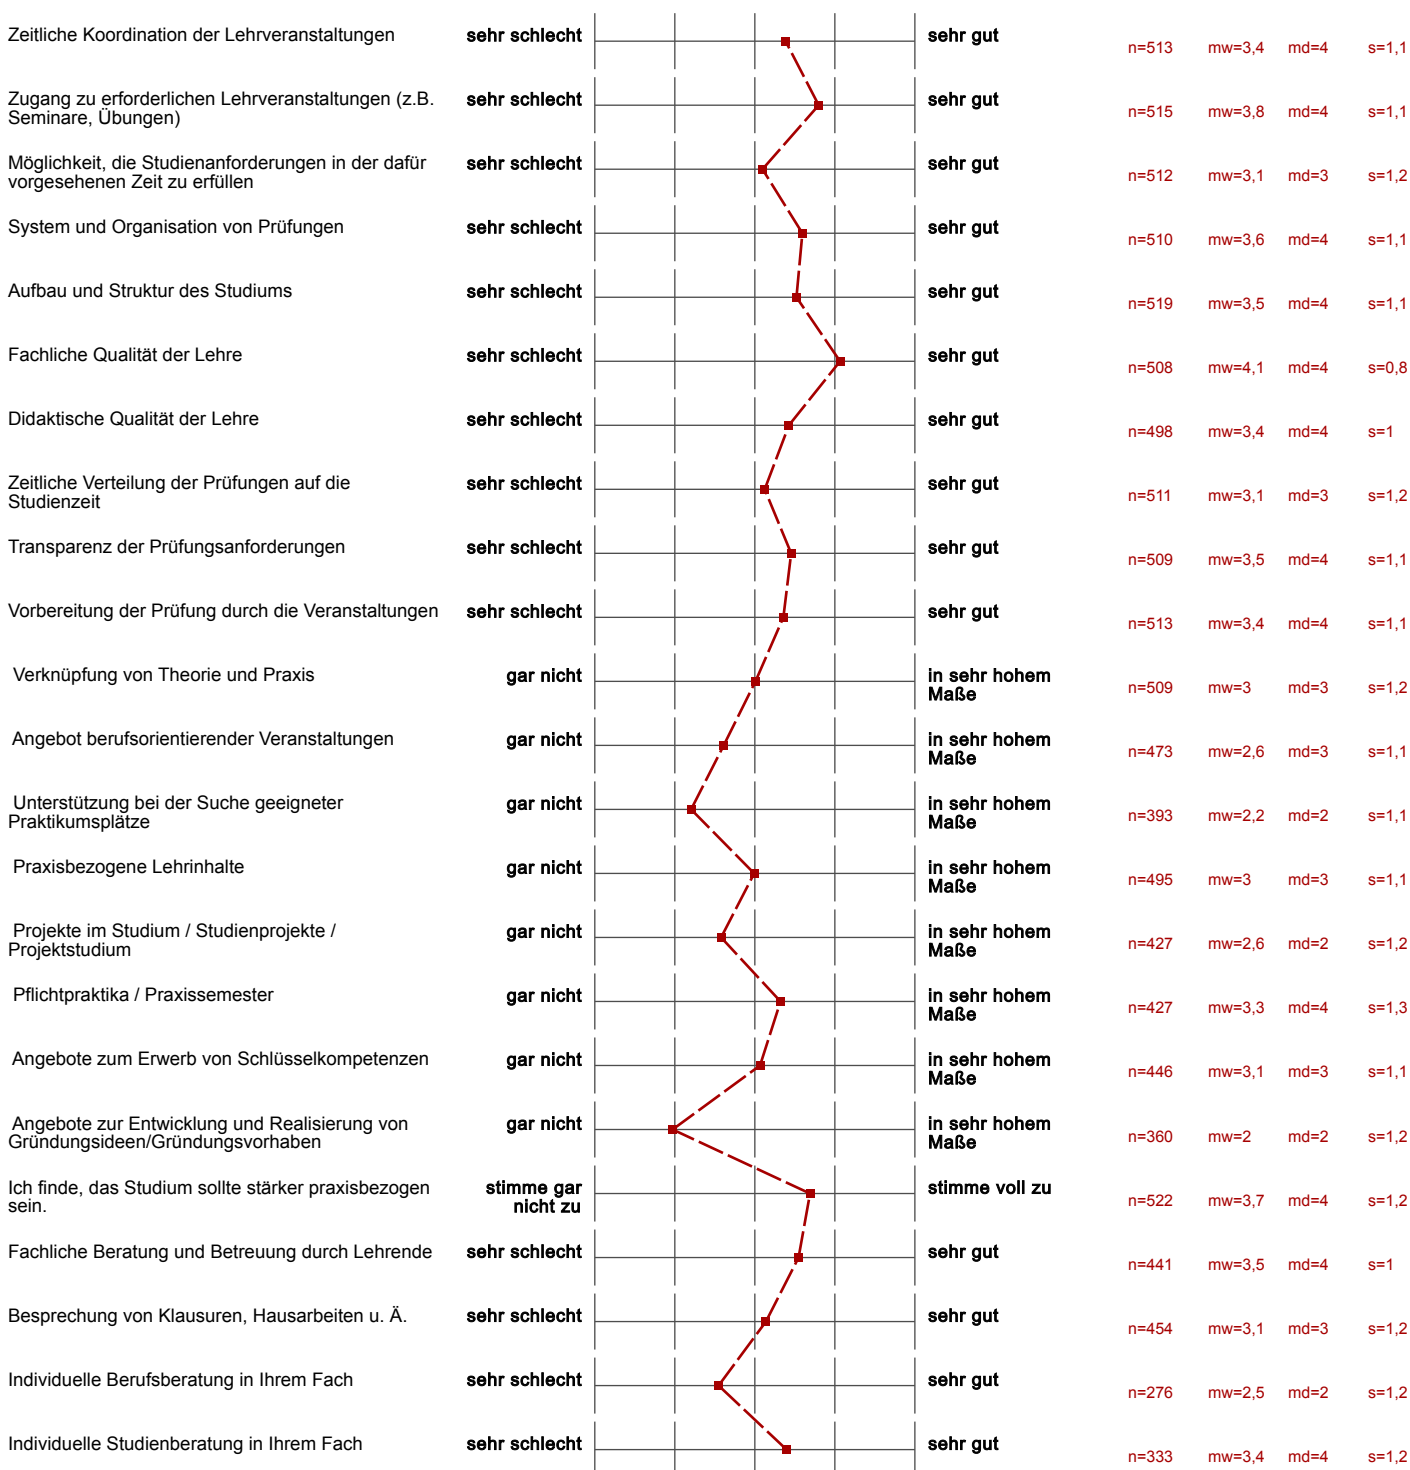 Zeitliche Koordination der Lehrveranstaltungen sehr schlecht sehr gut n=513 mw=3,4 md=4 s=1,1
Zugang zu erforderlichen Lehrveranstaltungen (z.B. sehr schlecht sehr gut
Seminare, Übungen) n=515 mw=3,8 md=4 s=1,1
Möglichkeit, die Studienanforderungen in der dafür sehr schlecht sehr gut
vorgesehenen Zeit zu erfüllen n=512 mw=3,1 md=3 s=1,2
System und Organisation von Prüfungen sehr schlecht sehr gut n=510 mw=3,6 md=4 s=1,1
Aufbau und Struktur des Studiums sehr schlecht sehr gut n=519 mw=3,5 md=4 s=1,1
Fachliche Qualität der Lehre sehr schlecht sehr gut n=508 mw=4,1 md=4 s=0,8
Didaktische Qualität der Lehre sehr schlecht sehr gut n=498 mw=3,4 md=4 s=1
Zeitliche Verteilung der Prüfungen auf die sehr schlecht sehr gut
Studienzeit n=511 mw=3,1 md=3 s=1,2
Transparenz der Prüfungsanforderungen sehr schlecht sehr gut n=509 mw=3,5 md=4 s=1,1
Vorbereitung der Prüfung durch die Veranstaltungen sehr schlecht sehr gut n=513 mw=3,4 md=4 s=1,1
Verknüpfung von Theorie und Praxis gar nicht in sehr hohem
Maße n=509 mw=3 md=3 s=1,2
Angebot berufsorientierender Veranstaltungen gar nicht in sehr hohem
Maße n=473 mw=2,6 md=3 s=1,1
Unterstützung bei der Suche geeigneter gar nicht in sehr hohem
Praktikumsplätze Maße n=393 mw=2,2 md=2 s=1,1
Praxisbezogene Lehrinhalte gar nicht in sehr hohem
Maße n=495 mw=3 md=3 s=1,1
Projekte im Studium / Studienprojekte / gar nicht in sehr hohem
Projektstudium Maße n=427 mw=2,6 md=2 s=1,2
Pflichtpraktika / Praxissemester gar nicht in sehr hohem
Maße n=427 mw=3,3 md=4 s=1,3
Angebote zum Erwerb von Schlüsselkompetenzen gar nicht in sehr hohem
Maße n=446 mw=3,1 md=3 s=1,1
Angebote zur Entwicklung und Realisierung von gar nicht in sehr hohem
Gründungsideen/Gründungsvorhaben Maße n=360 mw=2 md=2 s=1,2
Ich finde, das Studium sollte stärker praxisbezogen stimme gar stimme voll zu
sein. nicht zu n=522 mw=3,7 md=4 s=1,2
Fachliche Beratung und Betreuung durch Lehrende sehr schlecht sehr gut n=441 mw=3,5 md=4 s=1
Besprechung von Klausuren, Hausarbeiten u. Ä. sehr schlecht sehr gut n=454 mw=3,1 md=3 s=1,2
Individuelle Berufsberatung in Ihrem Fach sehr schlecht sehr gut n=276 mw=2,5 md=2 s=1,2
Individuelle Studienberatung in Ihrem Fach sehr schlecht sehr gut n=333 mw=3,4 md=4 s=1,2